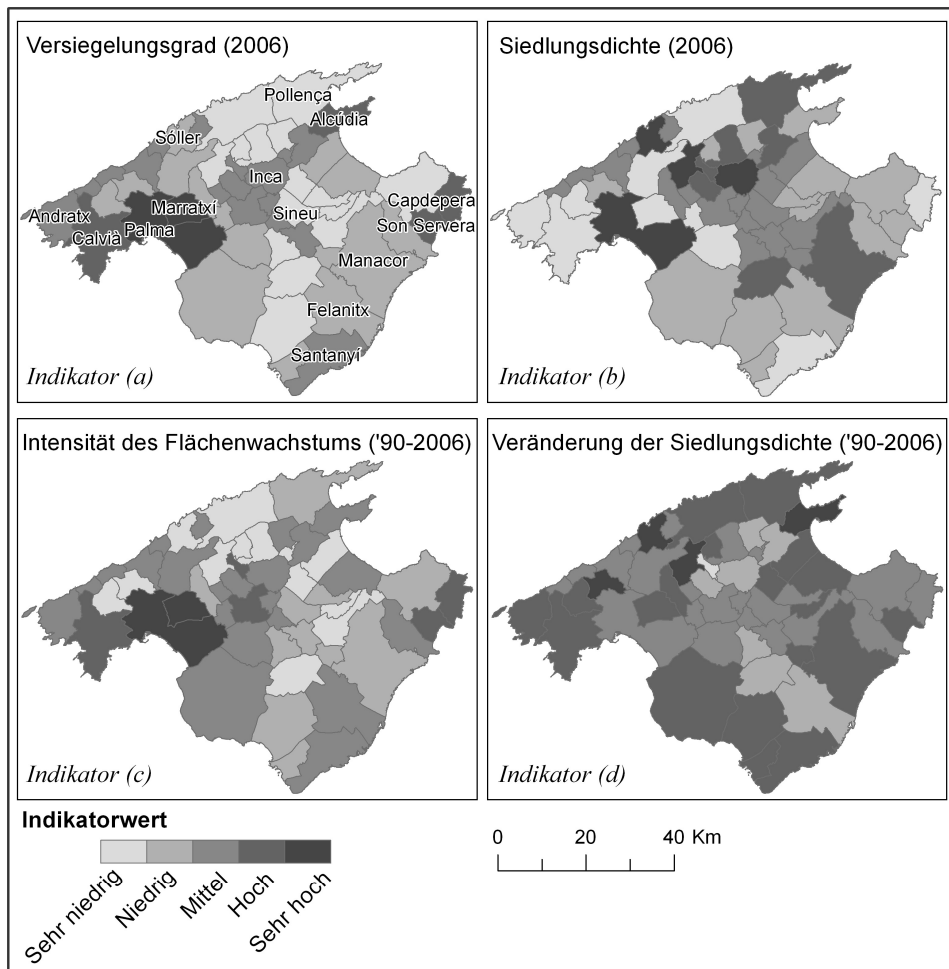 Versiegelungsgrad (2006)
Pollença
Alcúdia
Sóller
Inca
Capdepera
Andratx
Marratxí
Sineu
Son Servera
Calvià
Palma
Manacor
Felanitx
Santanyí
Indikator (a)
Siedlungsdichte (2006)
Indikator (b)
Intensität des Flächenwachstums ('90-2006)
Indikator (c)
Veränderung der Siedlungsdichte ('90-2006)
Indikator (d)
Indikatorwert
Sehr niedrig
Niedrig
Mittel
Hoch
Sehr hoch
0 20 40 Km